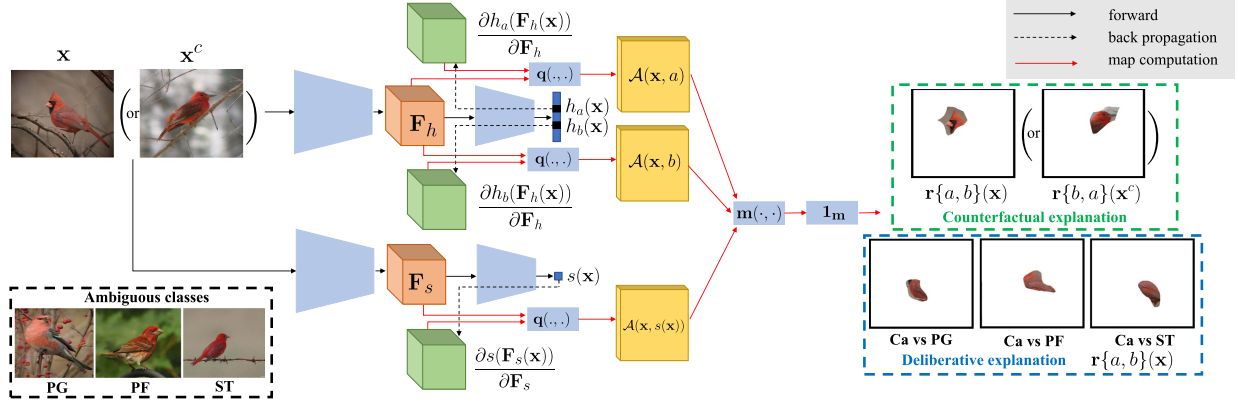 x
x^c
( or )
F_h
∂h_a(F_h(x))
∂F_h
q(.,.)
h_a(x)
h_b(x)
q(.,.)
∂h_b(F_h(x))
∂F_h
A(x, a)
A(x, b)
F_s
s(x)
q(.,.)
∂s(F_s(x))
∂F_s
A(x, s(x))
m(·,·)
1_m
forward
back propagation
map computation
( or )
r{a, b}(x)
r{b, a}(x^c)
Counterfactual explanation
Ca vs PG
Ca vs PF
Ca vs ST
Deliberative explanation
r{a, b}(x)
Ambiguous classes
PG
PF
ST